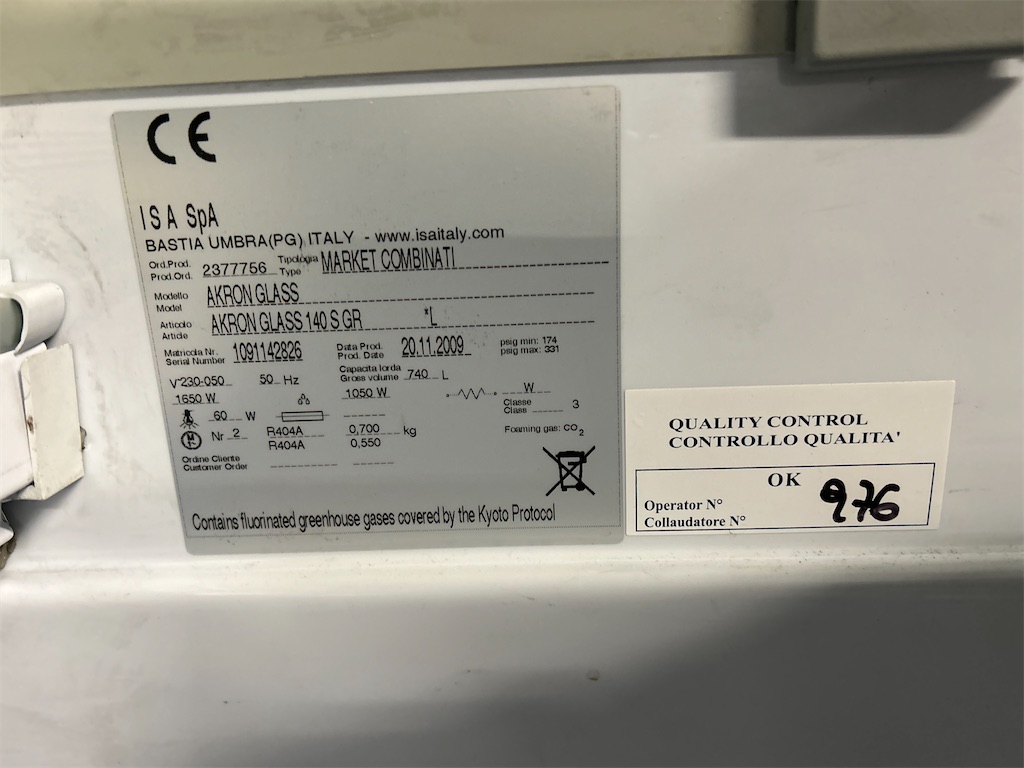 CE
ISA SpA
BASTIA UMBRA(PG) ITALY - www.isaitaly.com
Ord.Prod. Prod.Ord. 2377756 Tipologia Type MARKET COMBINATI
Modello Model AKRON GLASS
Articolo Article AKRON GLASS 140 S GR *L
Matricola Nr. Serial Number 1091142826 Data Prod. Prod. Date 20.11.2009 psig min: 174 psig max: 331
V~230-050 50 Hz Capacita lorda Gross volume 740 L
1650 W 1050 W W
60 W Classe Class 3
Nr 2 R404A 0,700 kg Foaming gas: CO2
R404A 0,550
Ordine Cliente
Customer Order
Contains fluorinated greenhouse gases covered by the Kyoto Protocol
QUALITY CONTROL
CONTROLLO QUALITA'
OK 976
Operator N°
Collaudatore N°